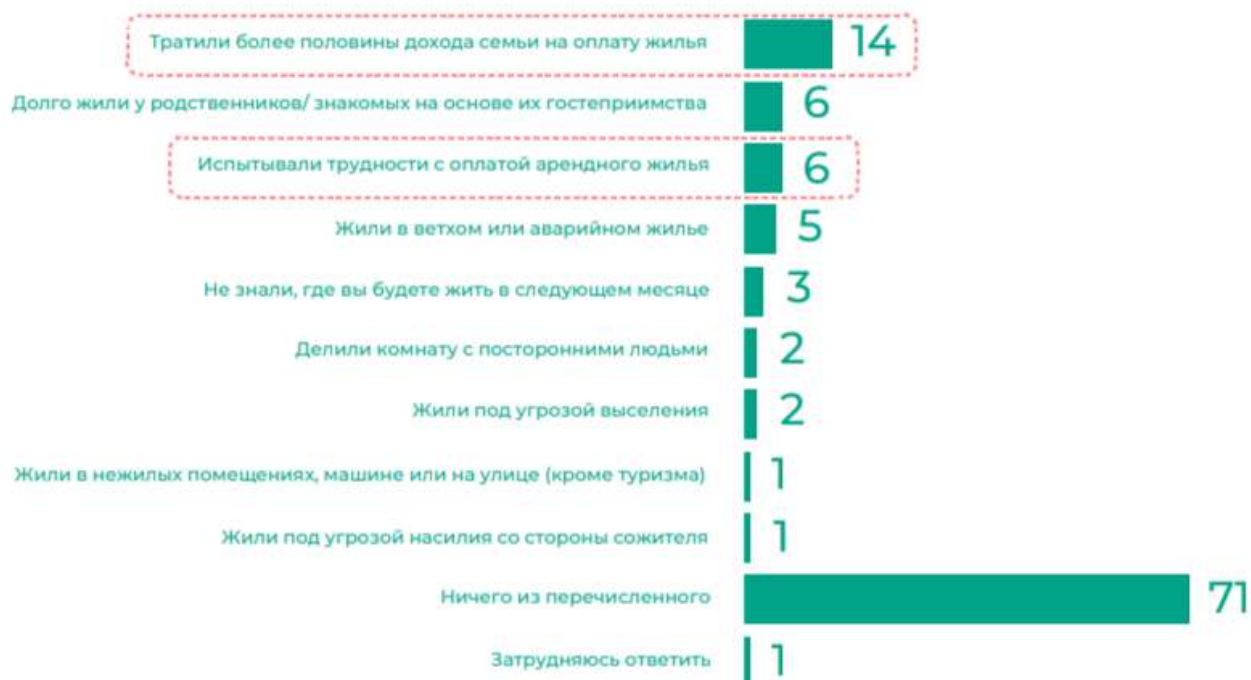 Тратили более половины дохода семьи на оплату жилья 14
Долго жили у родственников/ знакомых на основе их гостеприимства 6
Испытывали трудности с оплатой арендного жилья 6
Жили в ветхом или аварийном жилье 5
Не знали, где вы будете жить в следующем месяце 3
Делили комнату с посторонними людьми 2
Жили под угрозой выселения 2
Жили в нежилых помещениях, машине или на улице (кроме туризма) 1
Жили под угрозой насилия со стороны сожителя 1
Ничего из перечисленного 71
Затрудняюсь ответить 1